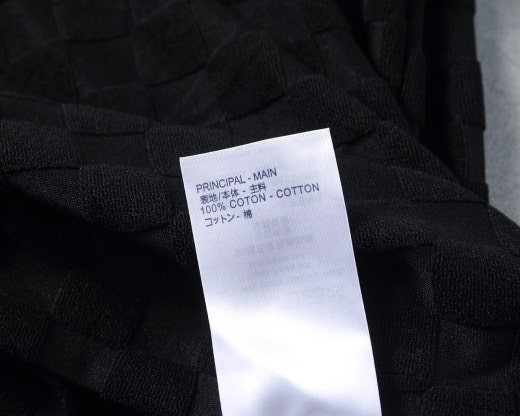 PRINCIPAL - MAIN
表地/本体 - 主料
100% COTON - COTTON
コットン - 棉